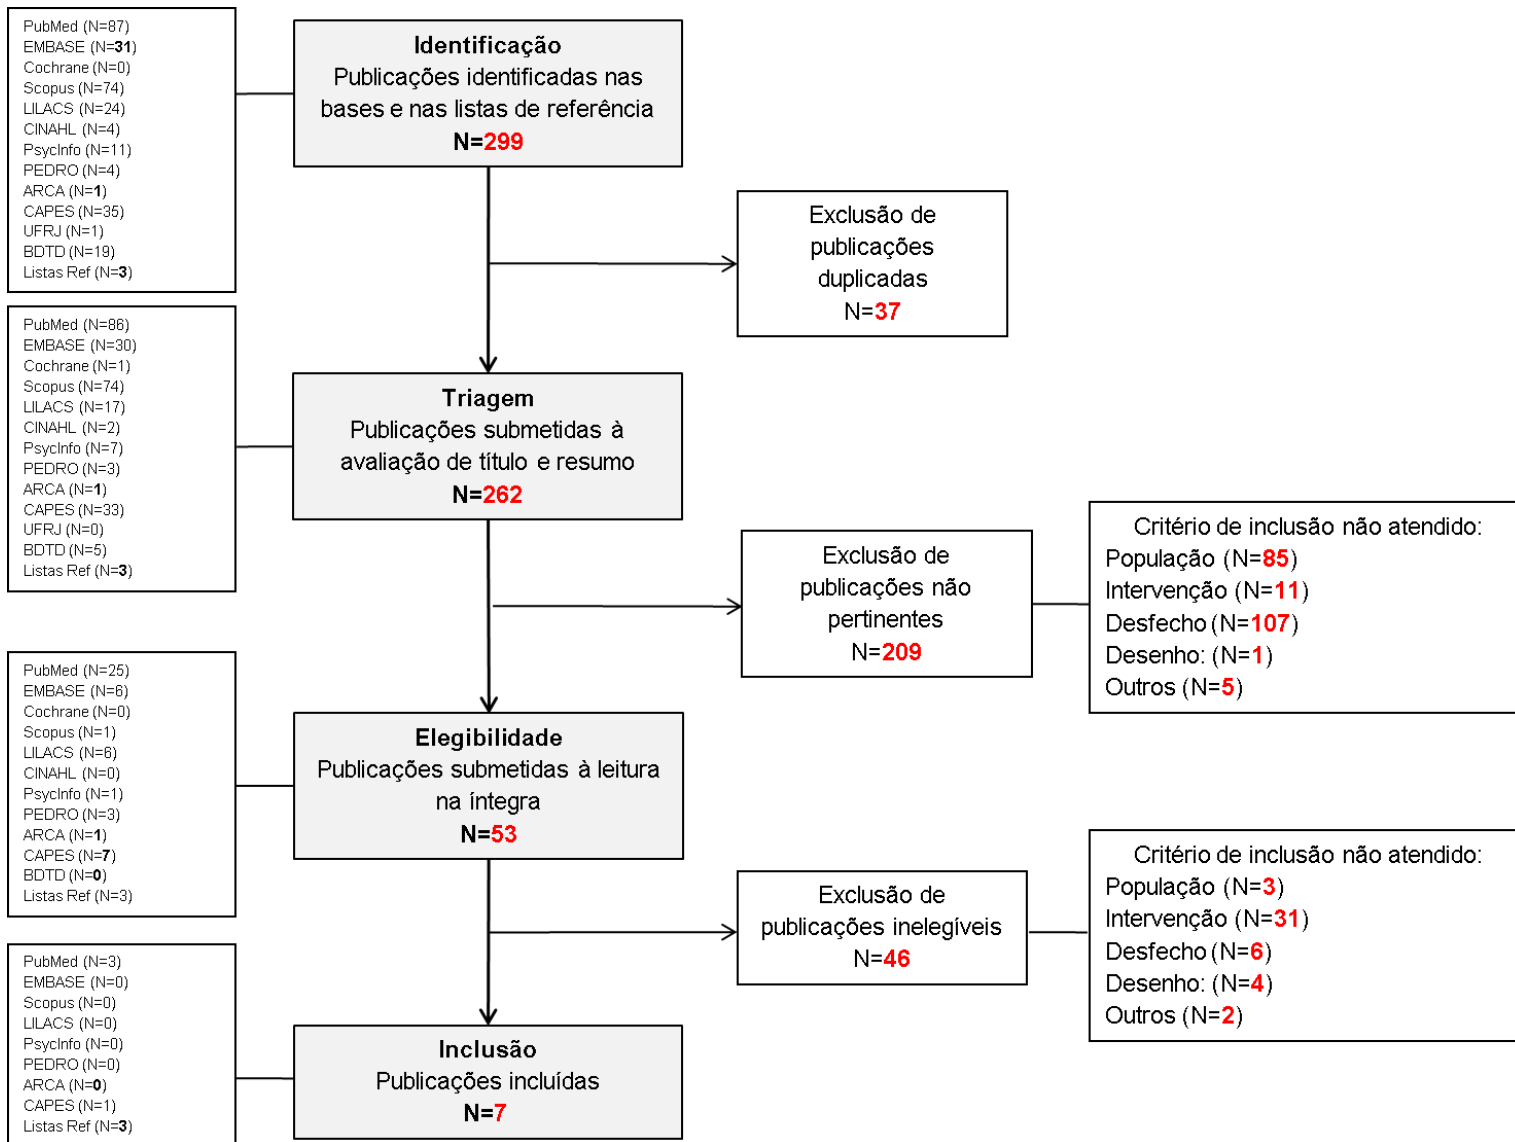 PubMed (N=87)
EMBASE (N=31)
Cochrane (N=0)
Scopus (N=74)
LILACS (N=24)
CINAHL (N=4)
PsycInfo (N=11)
PEDRO (N=4)
ARCA (N=1)
CAPES (N=35)
UFRJ (N=1)
BDTD (N=19)
Listas Ref (N=3)
Identificação
Publicações identificadas nas
bases e nas listas de referência
N=299
Exclusão de
publicações
duplicadas
N=37
PubMed (N=86)
EMBASE (N=30)
Cochrane (N=1)
Scopus (N=74)
LILACS (N=17)
CINAHL (N=2)
PsycInfo (N=7)
PEDRO (N=3)
ARCA (N=1)
CAPES (N=33)
UFRJ (N=0)
BDTD (N=5)
Listas Ref (N=3)
Triagem
Publicações submetidas à
avaliação de título e resumo
N=262
Exclusão de
publicações não
pertinentes
N=209
Critério de inclusão não atendido:
População (N=85)
Intervenção (N=11)
Desfecho (N=107)
Desenho: (N=1)
Outros (N=5)
PubMed (N=25)
EMBASE (N=6)
Cochrane (N=0)
Scopus (N=1)
LILACS (N=6)
CINAHL (N=0)
PsycInfo (N=1)
PEDRO (N=3)
ARCA (N=1)
CAPES (N=7)
BDTD (N=0)
Listas Ref (N=3)
Elegibilidade
Publicações submetidas à leitura
na íntegra
N=53
Exclusão de
publicações inelegíveis
N=46
Critério de inclusão não atendido:
População (N=3)
Intervenção (N=31)
Desfecho (N=6)
Desenho: (N=4)
Outros (N=2)
PubMed (N=3)
EMBASE (N=0)
Scopus (N=0)
LILACS (N=0)
PsycInfo (N=0)
PEDRO (N=0)
ARCA (N=0)
CAPES (N=1)
Listas Ref (N=3)
Inclusão
Publicações incluídas
N=7